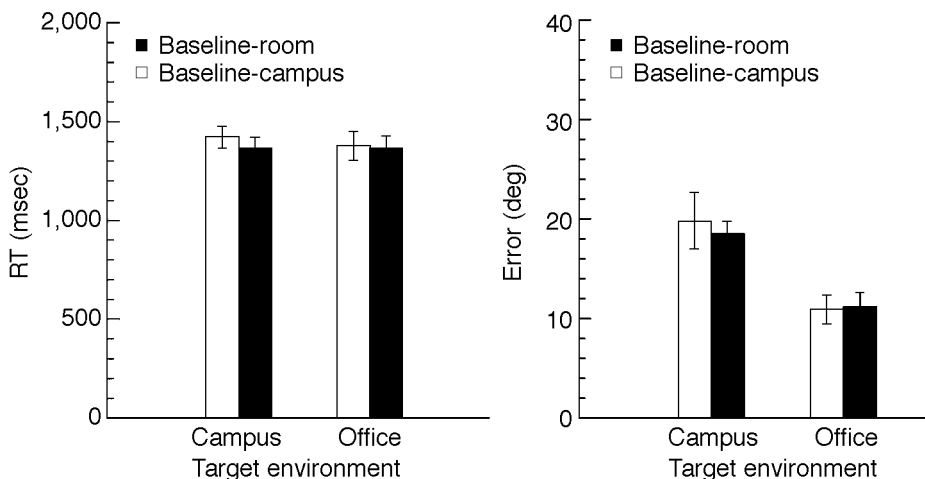 2,000
1,500
1,000
500
0
RT (msec)
Baseline-room
Baseline-campus
Campus
Office
Target environment
40
30
20
10
0
Error (deg)
Baseline-room
Baseline-campus
Campus
Office
Target environment